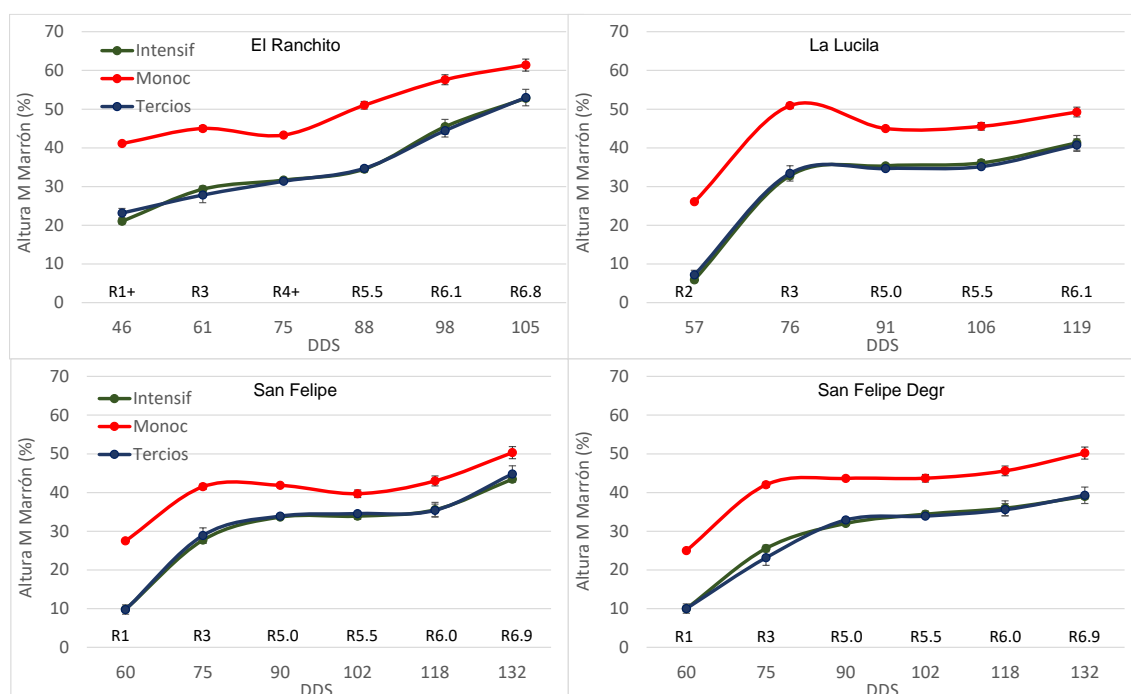 El Ranchito
Altura M Marrón (%)
70
60
50
40
30
20
10
0
Intensif
Monoc
Tercios
R1+ R3 R4+ R5.5 R6.1 R6.8
46 61 75 88 98 105
DDS
La Lucila
Altura M Marrón (%)
70
60
50
40
30
20
10
0
R2 R3 R5.0 R5.5 R6.1
57 76 91 106 119
DDS
San Felipe
Altura M Marrón (%)
70
60
50
40
30
20
10
0
Intensif
Monoc
Tercios
R1 R3 R5.0 R5.5 R6.0 R6.9
60 75 90 102 118 132
DDS
San Felipe Degr
Altura M Marrón (%)
70
60
50
40
30
20
10
0
R1 R3 R5.0 R5.5 R6.0 R6.9
60 75 90 102 118 132
DDS